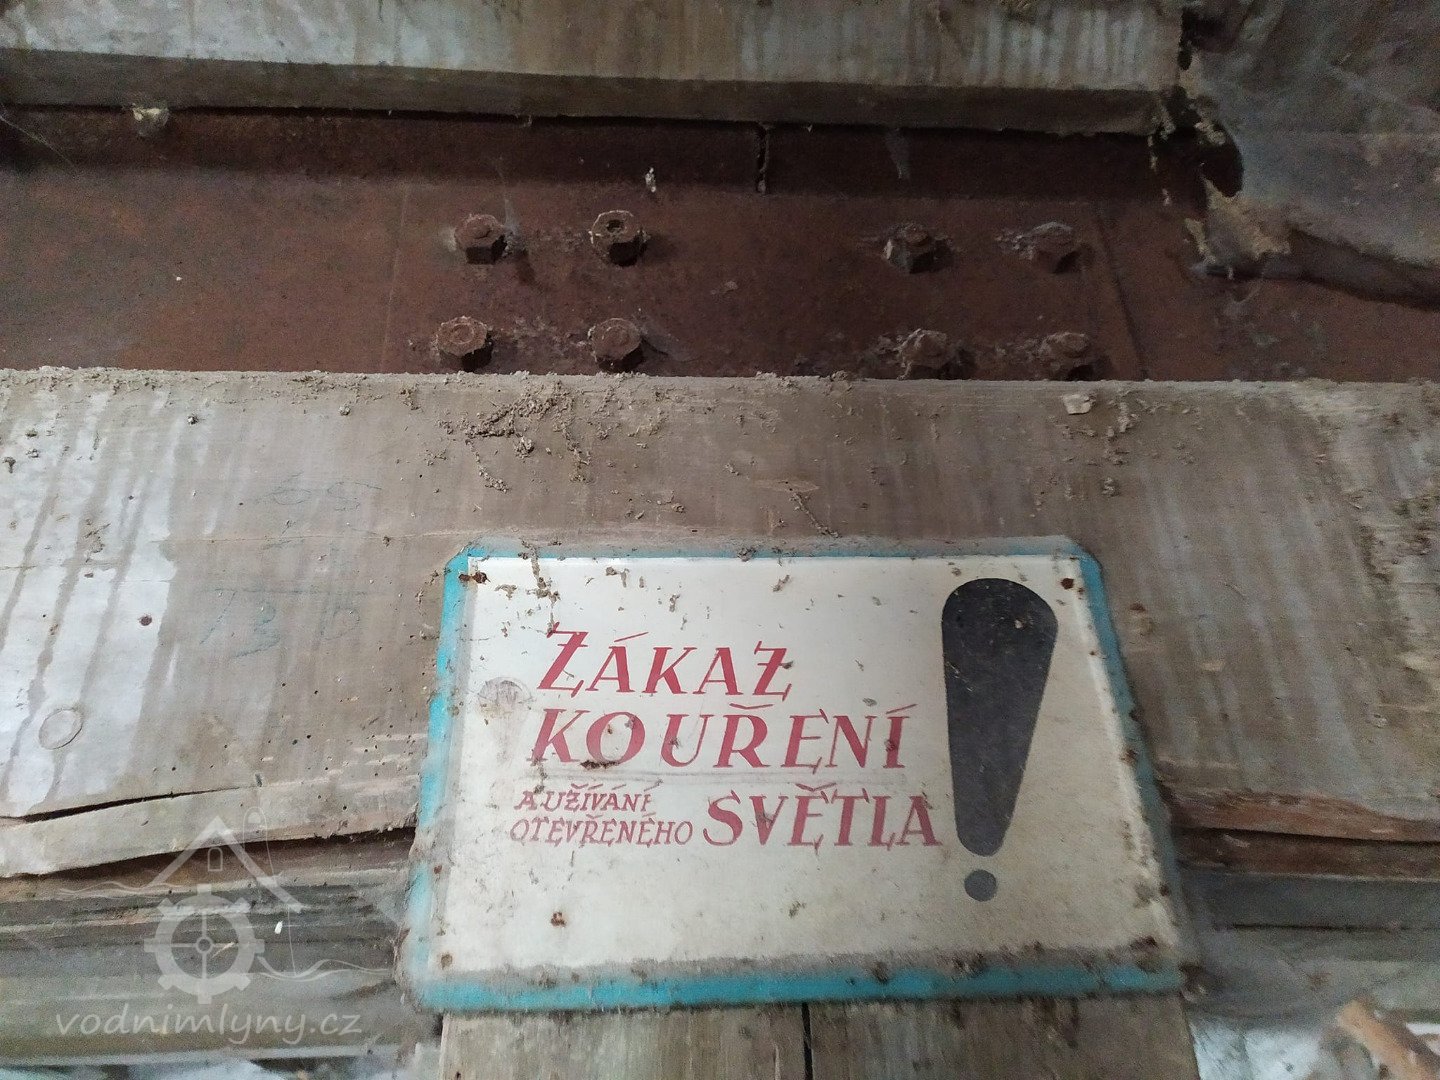 ZÁKAZ
KOUŘENÍ
A UŽÍVÁNÍ
OTEVŘENÉHO SVĚTLA
!
vodnimlyny.cz